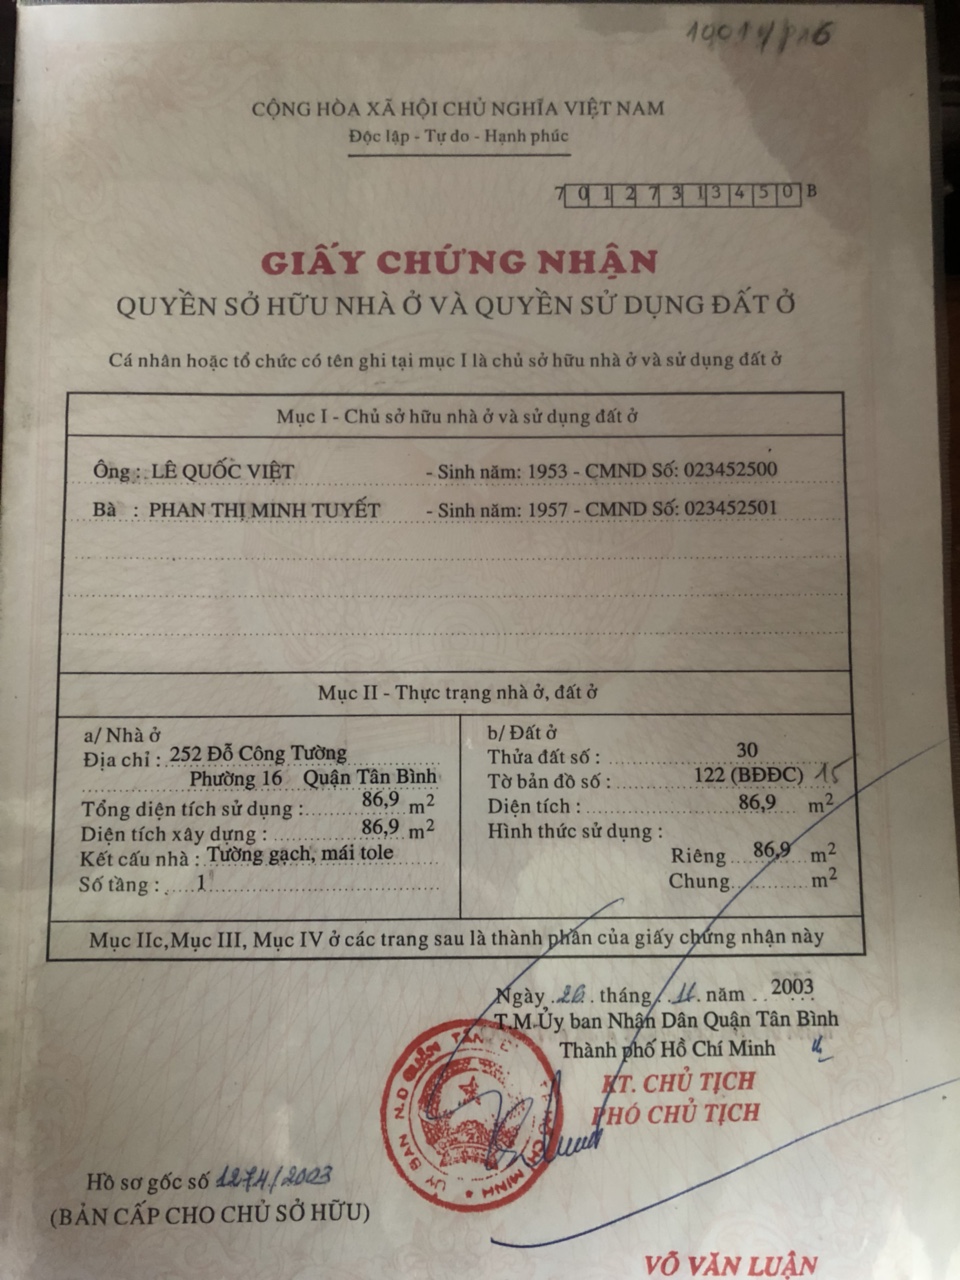 CỘNG HÒA XÃ HỘI CHỦ NGHĨA VIỆT NAM
Độc lập - Tự do - Hạnh phúc
7 0 1 2 7 3 1 3 4 5 0 B
GIẤY CHỨNG NHẬN
QUYỀN SỞ HỮU NHÀ Ở VÀ QUYỀN SỬ DỤNG ĐẤT Ở
Cá nhân hoặc tổ chức có tên ghi tại mục I là chủ sở hữu nhà ở và sử dụng đất ở
Mục I - Chủ sở hữu nhà ở và sử dụng đất ở
Ông : LÊ QUỐC VIỆT - Sinh năm: 1953 - CMND Số: 023452500
Bà : PHAN THỊ MINH TUYẾT - Sinh năm: 1957 - CMND Số: 023452501
Mục II - Thực trạng nhà ở, đất ở
a/ Nhà ở
Địa chỉ : 252 Đỗ Công Tường
Phường 16 Quận Tân Bình
Tổng diện tích sử dụng : 86,9 m2
Diện tích xây dựng : 86,9 m2
Kết cấu nhà : Tường gạch, mái tole
Số tầng : 1
b/ Đất ở
Thửa đất số : 30
Tờ bản đồ số : 122 (BĐĐC) 15
Diện tích : 86,9 m2
Hình thức sử dụng :
Riêng 86,9 m2
Chung m2
Mục IIc,Mục III, Mục IV ở các trang sau là thành phần của giấy chứng nhận này
Ngày 26 tháng 11 năm 2003
T.M Ủy ban Nhân Dân Quận Tân Bình
Thành phố Hồ Chí Minh
KT. CHỦ TỊCH
PHÓ CHỦ TỊCH
ỦY BAN N.D QUẬN TÂN
MINH
Hồ sơ gốc số 1274/2003
(BẢN CẤP CHO CHỦ SỞ HỮU)
VÕ VĂN LUẬN